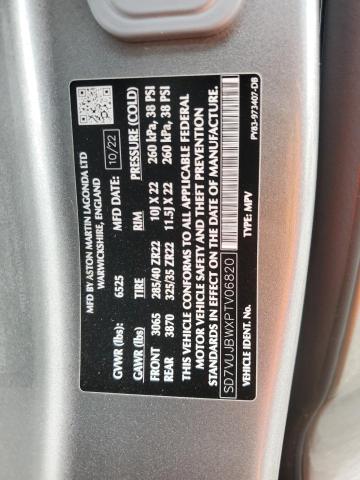 MFD BY ASTON MARTIN LAGONDA LTD
WARWICKSHIRE, ENGLAND
GVWR (lbs): 6525 MFD DATE: 10/22
GAWR (lbs): TIRE RIM PRESSURE (COLD)
FRONT 3065 285/40 ZR22 10J X 22 260 kPa, 38 PSI
REAR 3870 325/35 ZR22 11.5J X 22 260 kPa, 38 PSI
THIS VEHICLE CONFORMS TO ALL APPLICABLE FEDERAL
MOTOR VEHICLE SAFETY AND THEFT PREVENTION
STANDARDS IN EFFECT ON THE DATE OF MANUFACTURE.
SD7VUJBWXPTV06820
VEHICLE IDENT. No. TYPE: MPV
PY83-973407-DB